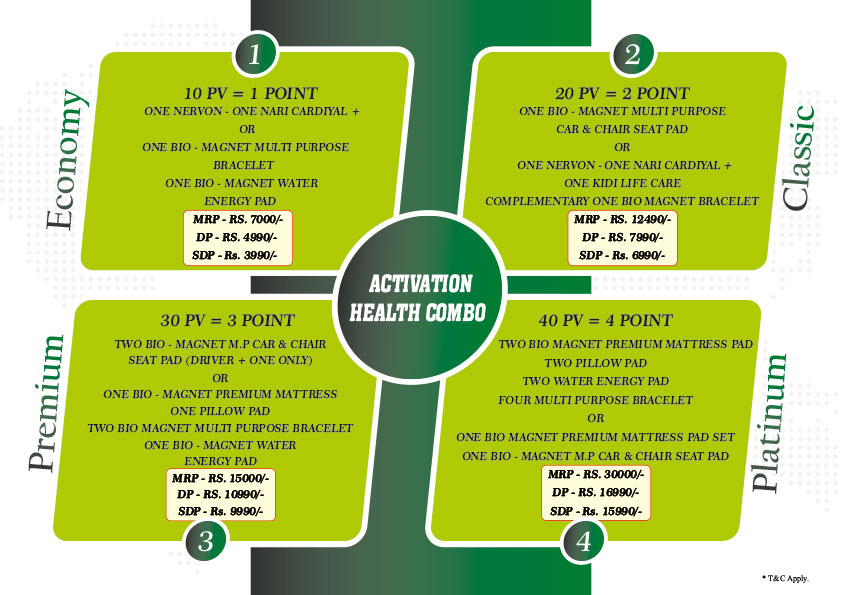 1
Economy
10 PV = 1 POINT
ONE NERVON - ONE NARI CARDIYAL +
OR
ONE BIO - MAGNET MULTI PURPOSE
BRACELET
ONE BIO - MAGNET WATER
ENERGY PAD
MRP - RS. 7000/-
DP - RS. 4990/-
SDP - Rs. 3990/-
2
Classic
20 PV = 2 POINT
ONE BIO - MAGNET MULTI PURPOSE
CAR & CHAIR SEAT PAD
OR
ONE NERVON - ONE NARI CARDIYAL +
ONE KIDI LIFE CARE
COMPLEMENTARY ONE BIO MAGNET BRACELET
MRP - RS. 12490/-
DP - RS. 7990/-
SDP - Rs. 6990/-
ACTIVATION
HEALTH COMBO
Premium
30 PV = 3 POINT
TWO BIO - MAGNET M.P CAR & CHAIR
SEAT PAD (DRIVER + ONE ONLY)
OR
ONE BIO - MAGNET PREMIUM MATTRESS
ONE PILLOW PAD
TWO BIO MAGNET MULTI PURPOSE BRACELET
ONE BIO - MAGNET WATER
ENERGY PAD
MRP - RS. 15000/-
DP - RS. 10990/-
SDP - Rs. 9990/-
3
Platinum
40 PV = 4 POINT
TWO BIO MAGNET PREMIUM MATTRESS PAD
TWO PILLOW PAD
TWO WATER ENERGY PAD
FOUR MULTI PURPOSE BRACELET
OR
ONE BIO MAGNET PREMIUM MATTRESS PAD SET
ONE BIO - MAGNET M.P CAR & CHAIR SEAT PAD
MRP - RS. 30000/-
DP - RS. 16990/-
SDP - Rs. 15990/-
4
* T&C Apply.